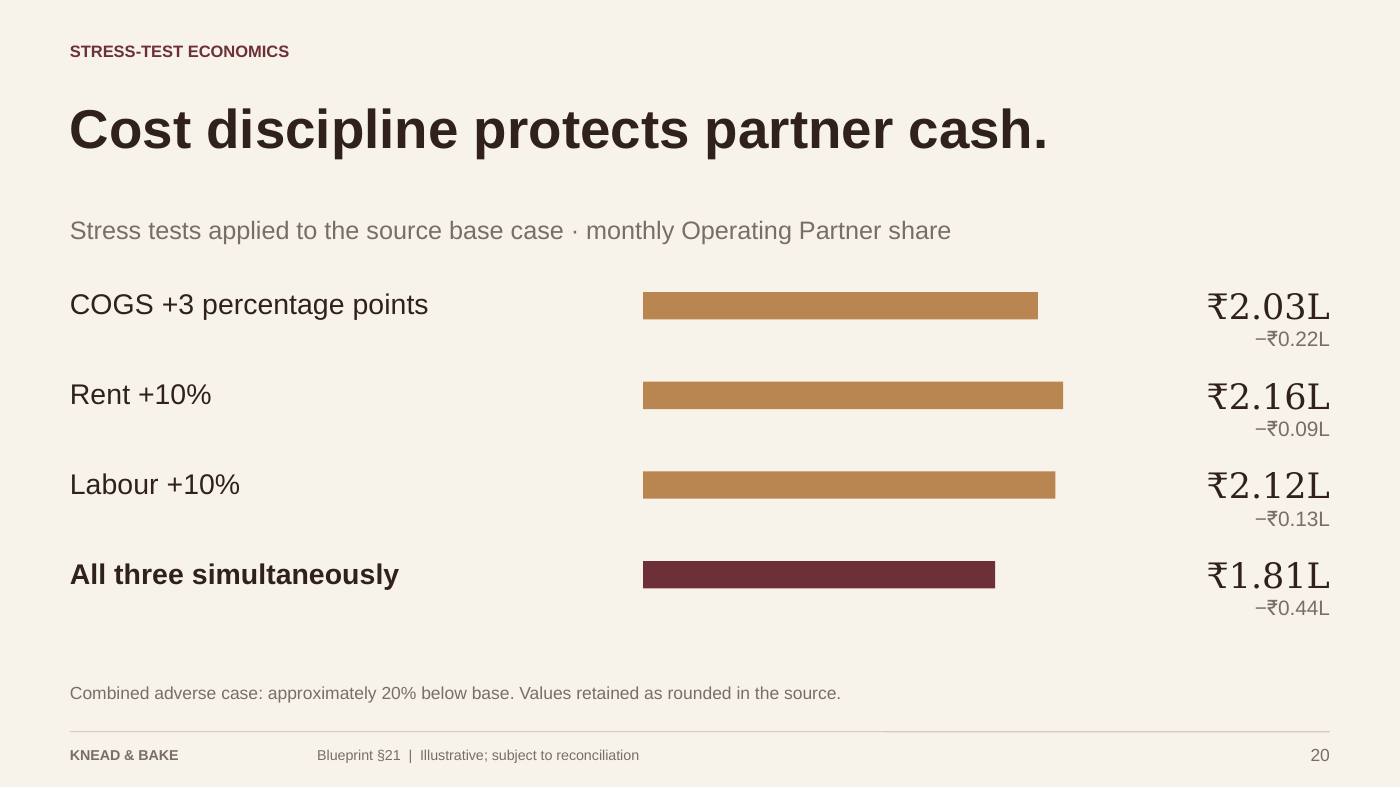 STRESS-TEST ECONOMICS
Cost discipline protects partner cash.
Stress tests applied to the source base case · monthly Operating Partner share
COGS +3 percentage points
₹2.03L
−₹0.22L
Rent +10%
₹2.16L
−₹0.09L
Labour +10%
₹2.12L
−₹0.13L
All three simultaneously
₹1.81L
−₹0.44L
Combined adverse case: approximately 20% below base. Values retained as rounded in the source.
KNEAD & BAKE
Blueprint §21 | Illustrative; subject to reconciliation
20